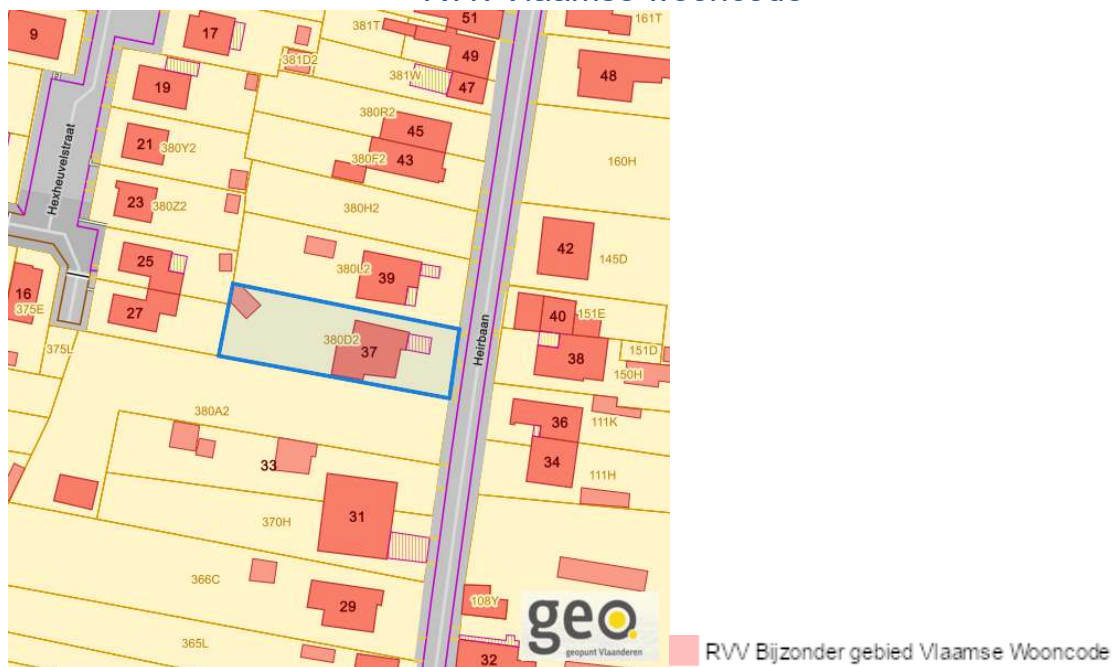 RVV Vlaamse wooncode
9
17
381T
51
161T
381D2
49
48
19
381W
47
380R2
45
21
380Y2
380F2
43
160H
Hexheuvelstraat
23
380Z2
380H2
42
145D
25
380L2
39
16
375E
27
40
151E
Heirbaan
380D2
37
38
151D
375L
150H
380A2
36
111K
33
34
111H
31
370H
366C
29
108Y
geo
geopunt Vlaanderen
365L
32
RVV Bijzonder gebied Vlaamse Wooncode